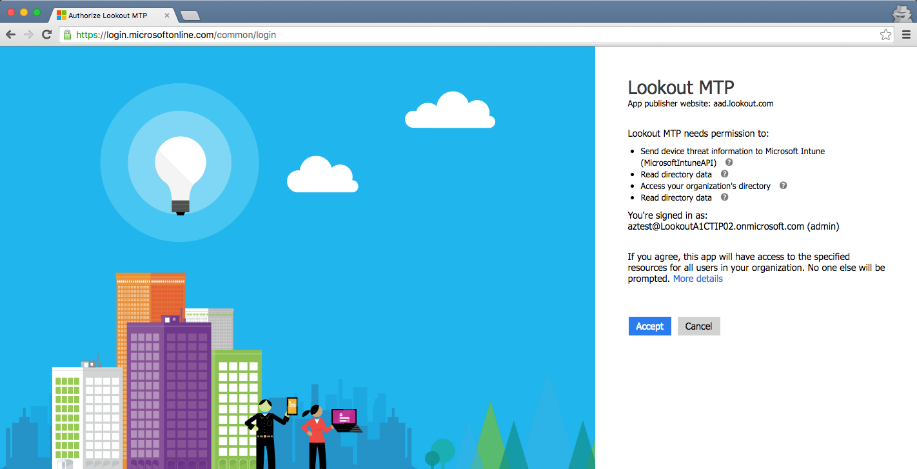 Authorize Lookout MTP
https://login.microsoftonline.com/common/login
Lookout MTP
App publisher website: aad.lookout.com
Lookout MTP needs permission to:
Send device threat information to Microsoft Intune
(MicrosoftIntuneAPI)
Read directory data
Access your organization's directory
Read directory data
You're signed in as:
aztest@LookoutA1CTIP02.onmicrosoft.com (admin)
If you agree, this app will have access to the specified
resources for all users in your organization. No one else will be
prompted. More details
Accept Cancel